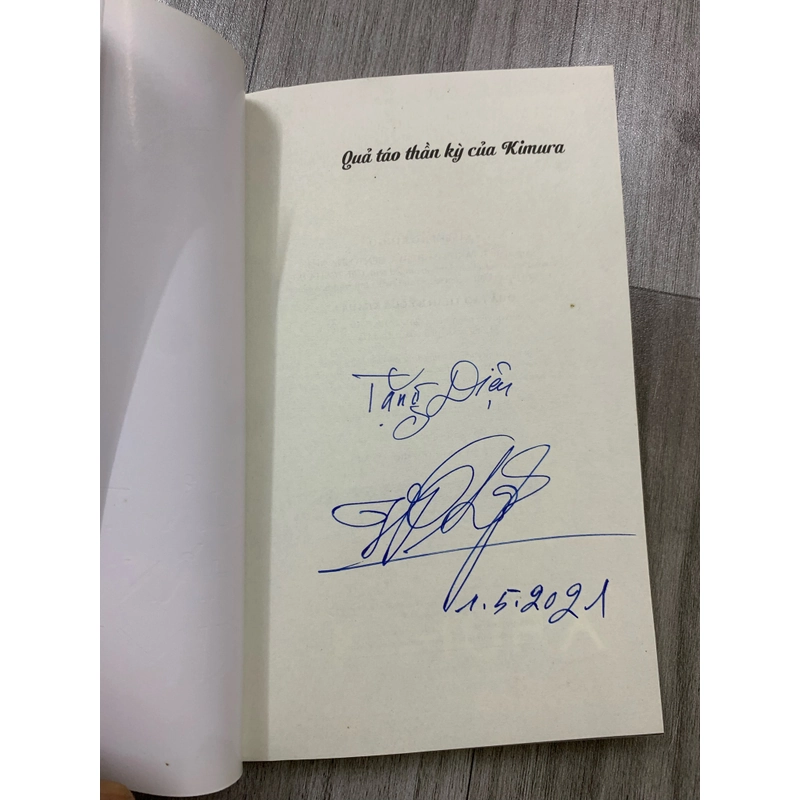 Quả táo thần kỳ của Kimura
Tặng Diệu
1.5.2021